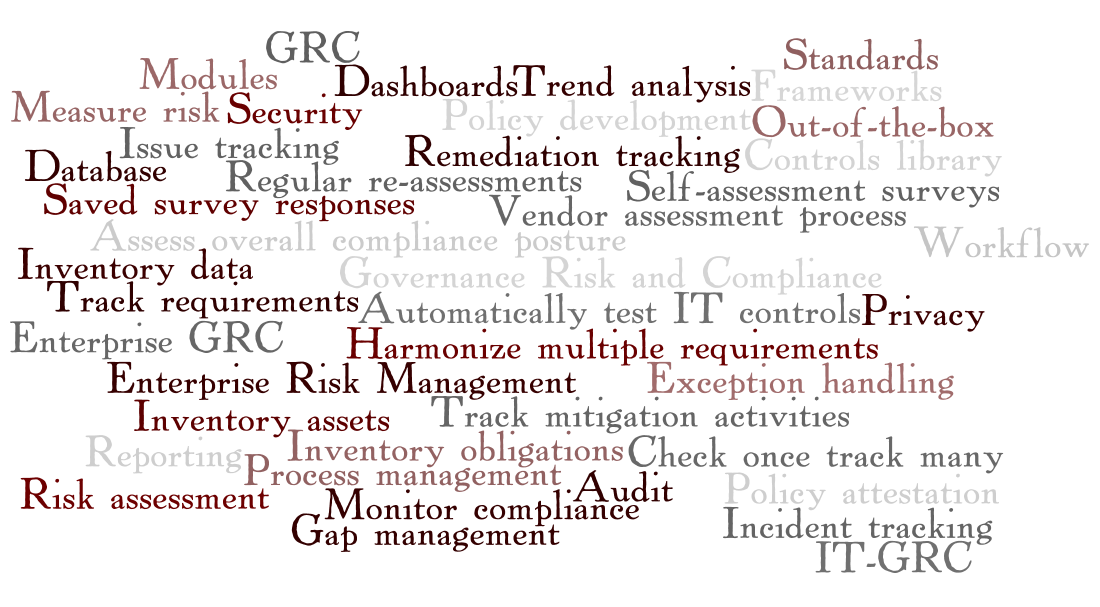 GRC
Standards
Modules
DashboardsTrend analysis
Frameworks
Measure risk
Security
Policy development
Out-of-the-box
Issue tracking
Remediation tracking
Controls library
Database
Regular re-assessments
Self-assessment surveys
Saved survey responses
Vendor assessment process
Assess overall compliance posture
Workflow
Inventory data
Governance Risk and Compliance
Track requirements
Automatically test IT controls
Privacy
Enterprise GRC
Harmonize multiple requirements
Enterprise Risk Management
Exception handling
Inventory assets
Track mitigation activities
Reporting
Inventory obligations
Check once track many
Process management
Risk assessment
Audit
Policy attestation
Monitor compliance
Incident tracking
Gap management
IT-GRC